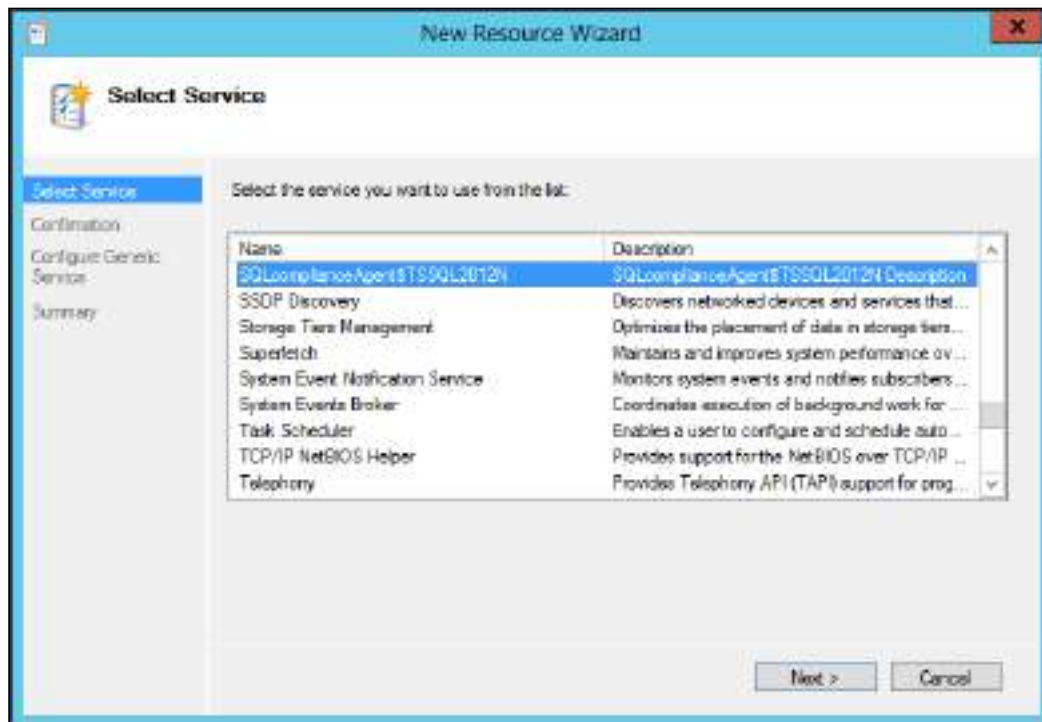 New Resource Wizard
Select Service
Select Service
Confirmation
Configure Generic
Service
Summary
Select the service you want to use from the list:
Name Description
SQLcomplianceAgent$TSSQL2012N SQLcomplianceAgent$TSSQL2012N Description
SSDP Discovery Discovers networked devices and services that...
Storage Tiers Management Optimizes the placement of data in storage tiers...
Superfetch Maintains and improves system performance ov...
System Event Notification Service Monitors system events and notifies subscribers...
System Events Broker Coordinates execution of background work for ...
Task Scheduler Enables a user to configure and schedule auto...
TCP/IP NetBIOS Helper Provides support for the NetBIOS over TCP/IP ...
Telephony Provides Telephony API (TAPI) support for prog...
Next > Cancel